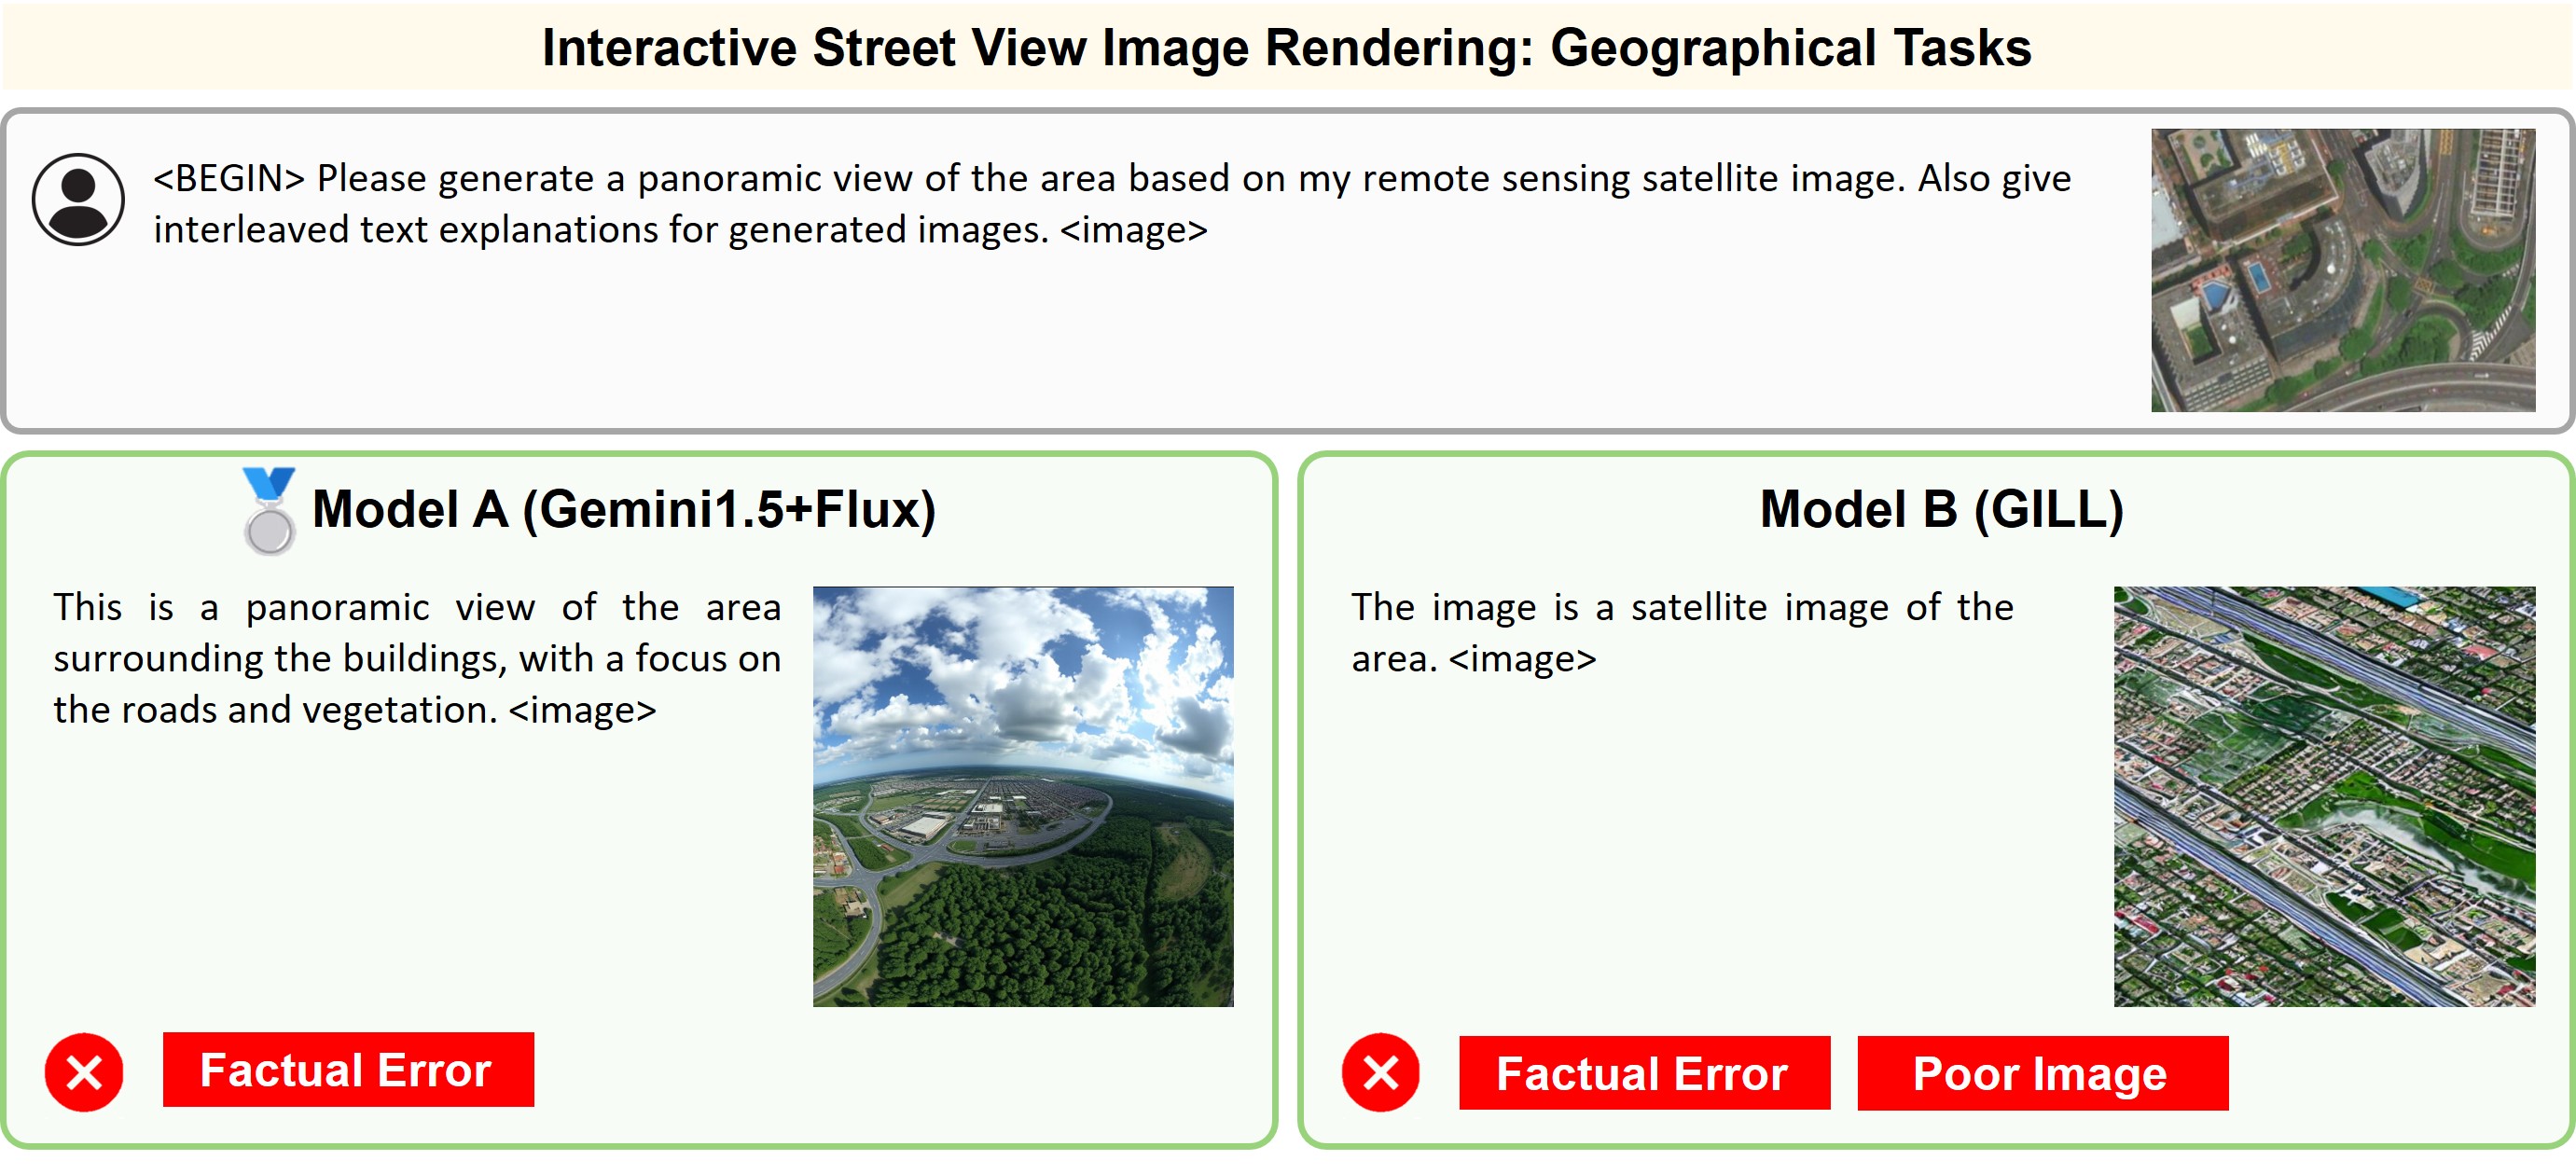 Interactive Street View Image Rendering: Geographical Tasks
<BEGIN> Please generate a panoramic view of the area based on my remote sensing satellite image. Also give
interleaved text explanations for generated images. <image>
Model A (Gemini1.5+Flux)
This is a panoramic view of the area
surrounding the buildings, with a focus on
the roads and vegetation. <image>
Factual Error
Model B (GILL)
The image is a satellite image of the
area. <image>
Factual Error
Poor Image